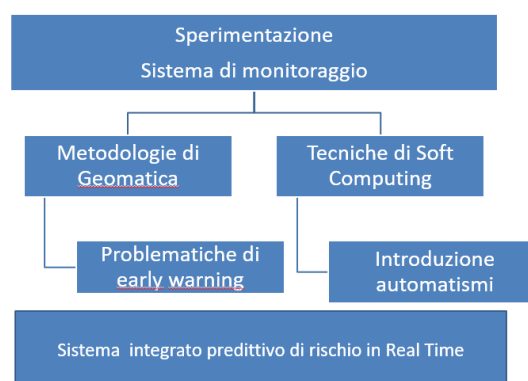 Sperimentazione
Sistema di monitoraggio
Metodologie di
Geomatica
Tecniche di Soft
Computing
Problematiche di
early warning
Introduzione
automatismi
Sistema  integrato predittivo di rischio in Real Time